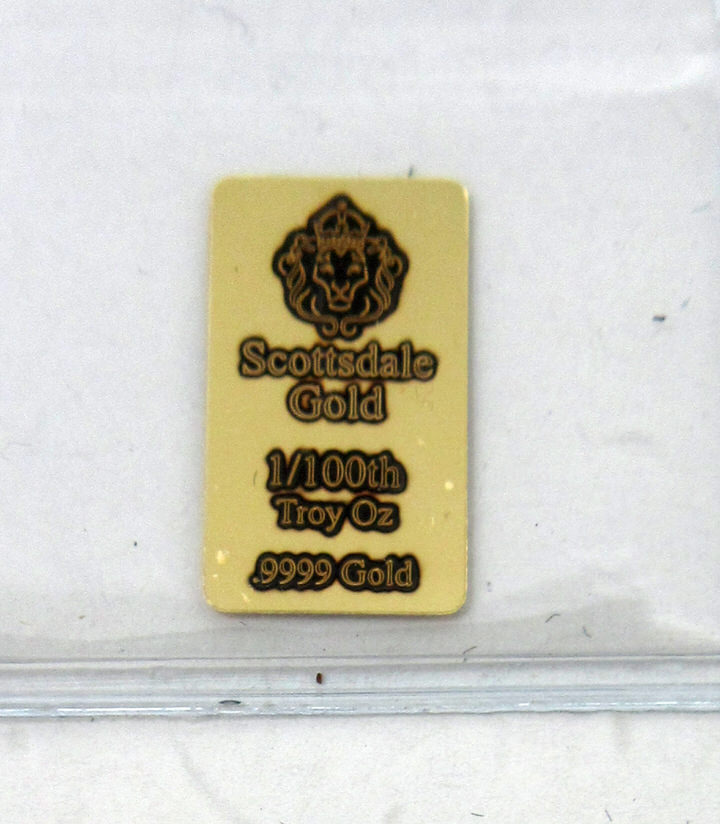 Scottsdale
Gold
1/100th
Troy Oz
.9999 Gold